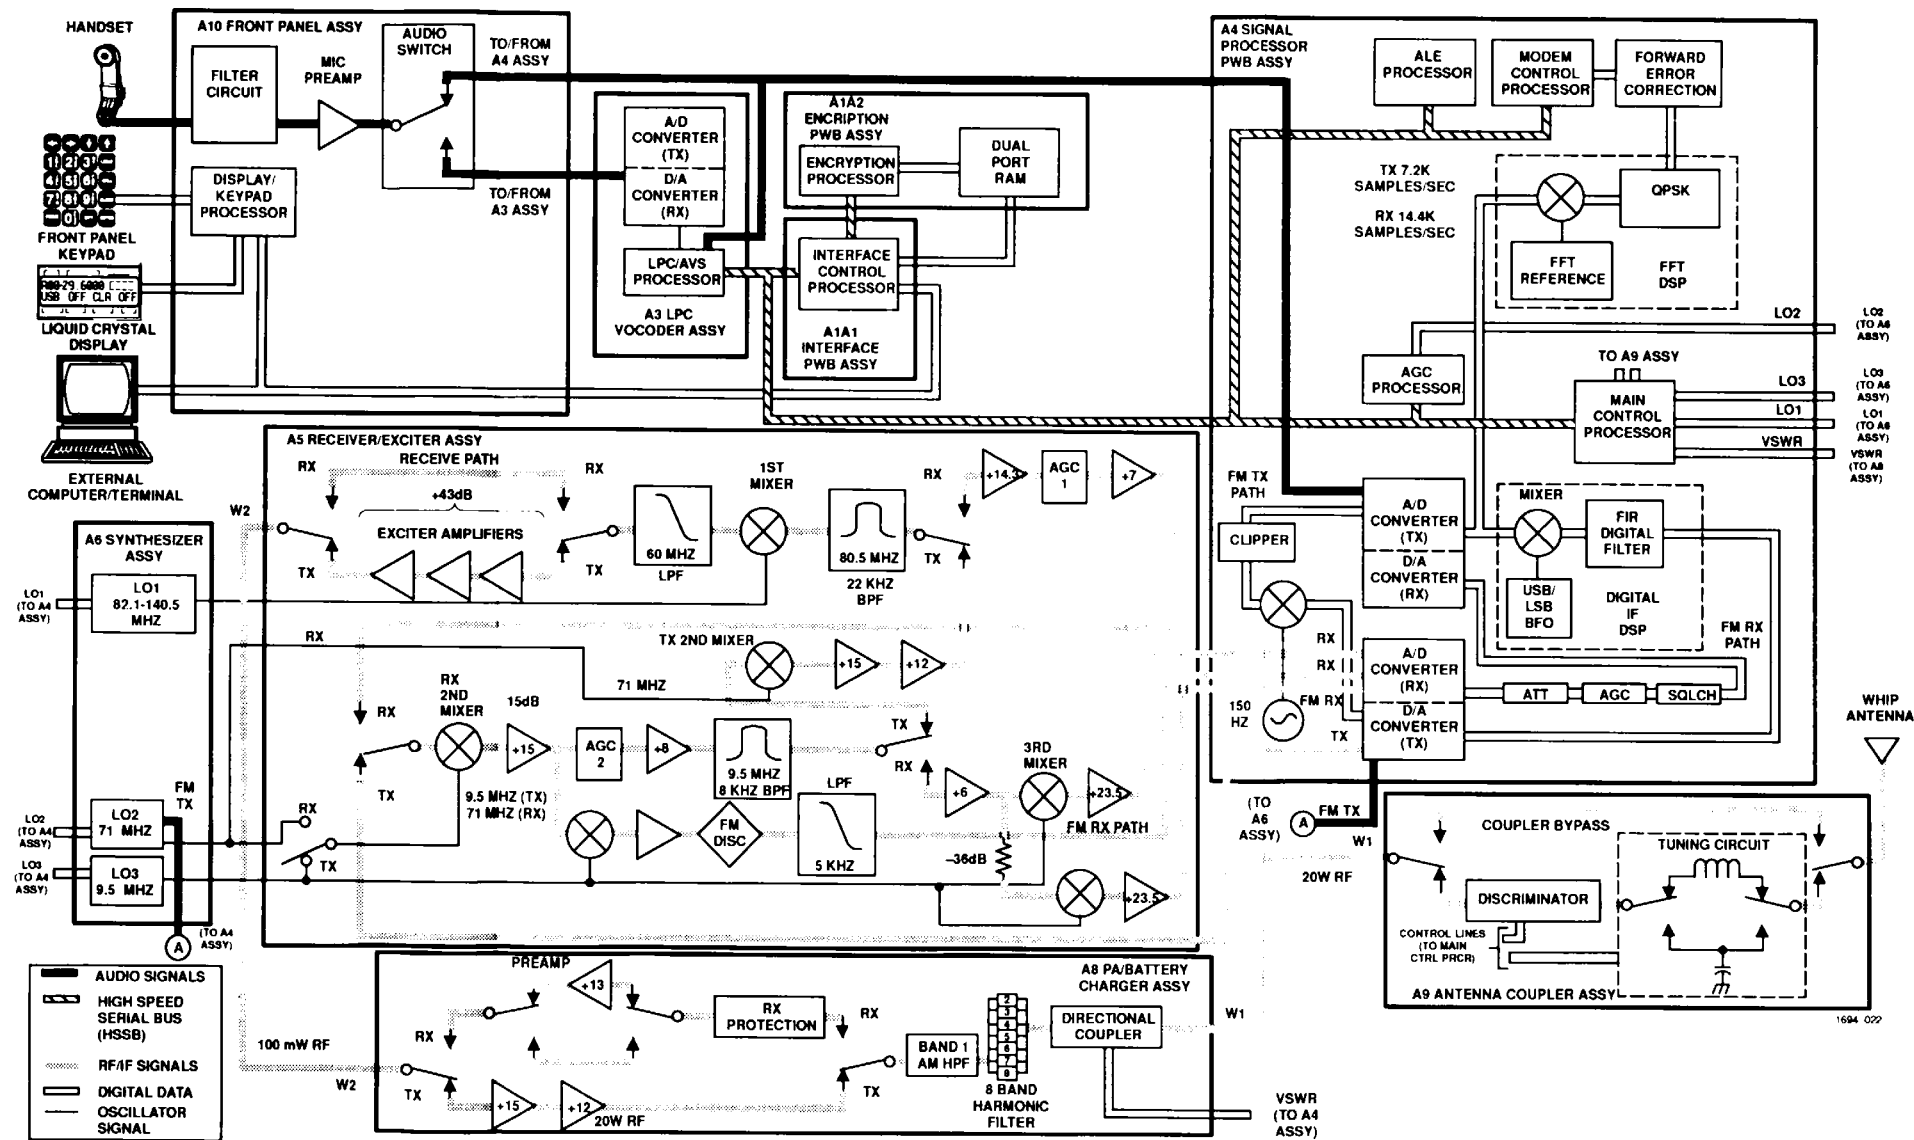 HANDSET
A10 FRONT PANEL ASSY
FILTER
CIRCUIT
MIC
PREAMP
AUDIO
SWITCH
TO/FROM
A4 ASSY
TO/FROM
A3 ASSY
DISPLAY/
KEYPAD
PROCESSOR
FRONT PANEL
KEYPAD
USB OFF CLR OFF
LIQUID CRYSTAL
DISPLAY
EXTERNAL
COMPUTER/TERMINAL
A/D
CONVERTER
(TX)
D/A
CONVERTER
(RX)
LPC/AVS
PROCESSOR
A3 LPC
VOCODER ASSY
A1A2
ENCRIPTION
PWB ASSY
ENCRYPTION
PROCESSOR
DUAL
PORT
RAM
INTERFACE
CONTROL
PROCESSOR
A1A1
INTERFACE
PWB ASSY
A4 SIGNAL
PROCESSOR
PWB ASSY
ALE
PROCESSOR
MODEM
CONTROL
PROCESSOR
FORWARD
ERROR
CORRECTION
TX 7.2K
SAMPLES/SEC
RX 14.4K
SAMPLES/SEC
QPSK
FFT
REFERENCE
FFT
DSP
LO2
LO2
(TO A6
ASSY)
AGC
PROCESSOR
TO A9 ASSY
MAIN
CONTROL
PROCESSOR
LO3
LO3
(TO A6
ASSY)
LO1
LO1
(TO A6
ASSY)
VSWR
VSWR
(TO A8
ASSY)
FM TX
PATH
CLIPPER
150
HZ
A/D
CONVERTER
(TX)
D/A
CONVERTER
(RX)
MIXER
FIR
DIGITAL
FILTER
USB/
LSB
BFO
DIGITAL
IF
DSP
FM RX
PATH
RX
RX
FM RX
TX
A/D
CONVERTER
(RX)
D/A
CONVERTER
(TX)
ATT
AGC
SQLCH
A5 RECEIVER/EXCITER ASSY
RECEIVE PATH
RX
RX
W2
+43dB
EXCITER AMPLIFIERS
TX
TX
60 MHZ
LPF
1ST
MIXER
80.5 MHZ
22 KHZ
BPF
RX
TX
+14.3
AGC
1
+7
A6 SYNTHESIZER
ASSY
LO1
(TO A4
ASSY)
LO1
82.1-140.5
MHZ
RX
TX 2ND MIXER
71 MHZ
+15
+12
RX
2ND
MIXER
RX
TX
15dB
+15
AGC
2
+8
9.5 MHZ
8 KHZ BPF
9.5 MHZ (TX)
71 MHZ (RX)
TX
RX
+6
3RD
MIXER
+23.5
FM RX PATH
FM
DISC
LPF
5 KHZ
–36dB
+23.5
FM
TX
LO2
(TO A4
ASSY)
LO2
71 MHZ
LO3
(TO A4
ASSY)
LO3
9.5 MHZ
RX
TX
A
(TO A4
ASSY)
(TO
A6
ASSY)
A
FM TX
W1
20W RF
COUPLER BYPASS
TUNING CIRCUIT
DISCRIMINATOR
CONTROL LINES
(TO MAIN
CTRL PRCR)
A9 ANTENNA COUPLER ASSY
WHIP
ANTENNA
1694 022
AUDIO SIGNALS
HIGH SPEED
SERIAL BUS
(HSSB)
RF/IF SIGNALS
DIGITAL DATA
OSCILLATOR
SIGNAL
100 mW RF
W2
PREAMP
+13
A8 PA/BATTERY
CHARGER ASSY
RX
TX
RX
PROTECTION
RX
TX
+15
+12
20W RF
BAND 1
AM HPF
2
3
4
5
6
7
8
8 BAND
HARMONIC
FILTER
DIRECTIONAL
COUPLER
W1
VSWR
(TO A4
ASSY)